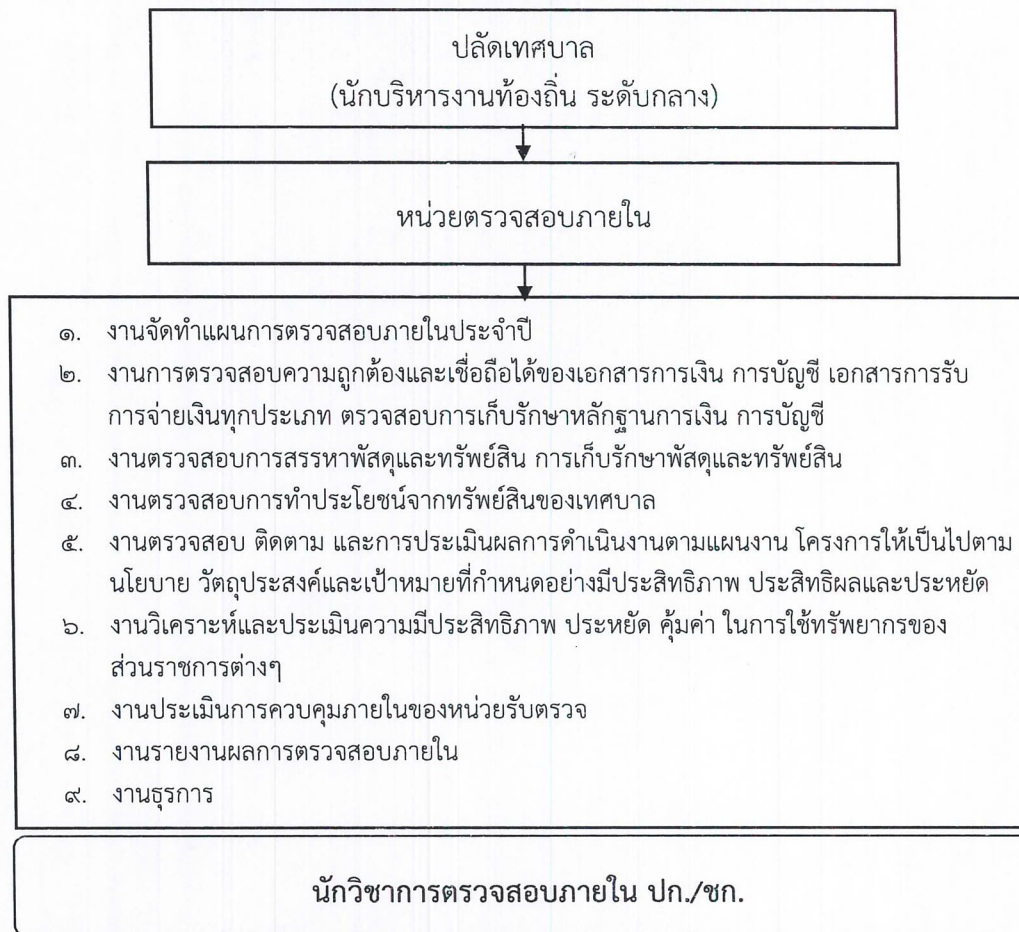 ปลัดเทศบาล
(นักบริหารงานท้องถิ่น ระดับกลาง)
หน่วยตรวจสอบภายใน
๑. งานจัดทำแผนการตรวจสอบภายในประจำปี
๒. งานการตรวจสอบความถูกต้องและเชื่อถือได้ของเอกสารการเงิน การบัญชี เอกสารการรับ
การจ่ายเงินทุกประเภท ตรวจสอบการเก็บรักษาหลักฐานการเงิน การบัญชี
๓. งานตรวจสอบการสรรหาพัสดุและทรัพย์สิน การเก็บรักษาพัสดุและทรัพย์สิน
๔. งานตรวจสอบการทำประโยชน์จากทรัพย์สินของเทศบาล
๕. งานตรวจสอบ ติดตาม และการประเมินผลการดำเนินงานตามแผนงาน โครงการให้เป็นไปตาม
นโยบาย วัตถุประสงค์และเป้าหมายที่กำหนดอย่างมีประสิทธิภาพ ประสิทธิผลและประหยัด
๖. งานวิเคราะห์และประเมินความมีประสิทธิภาพ ประหยัด คุ้มค่า ในการใช้ทรัพยากรของ
ส่วนราชการต่างๆ
๗. งานประเมินการควบคุมภายในของหน่วยรับตรวจ
๘. งานรายงานผลการตรวจสอบภายใน
๙. งานธุรการ
นักวิชาการตรวจสอบภายใน ปก./ชก.